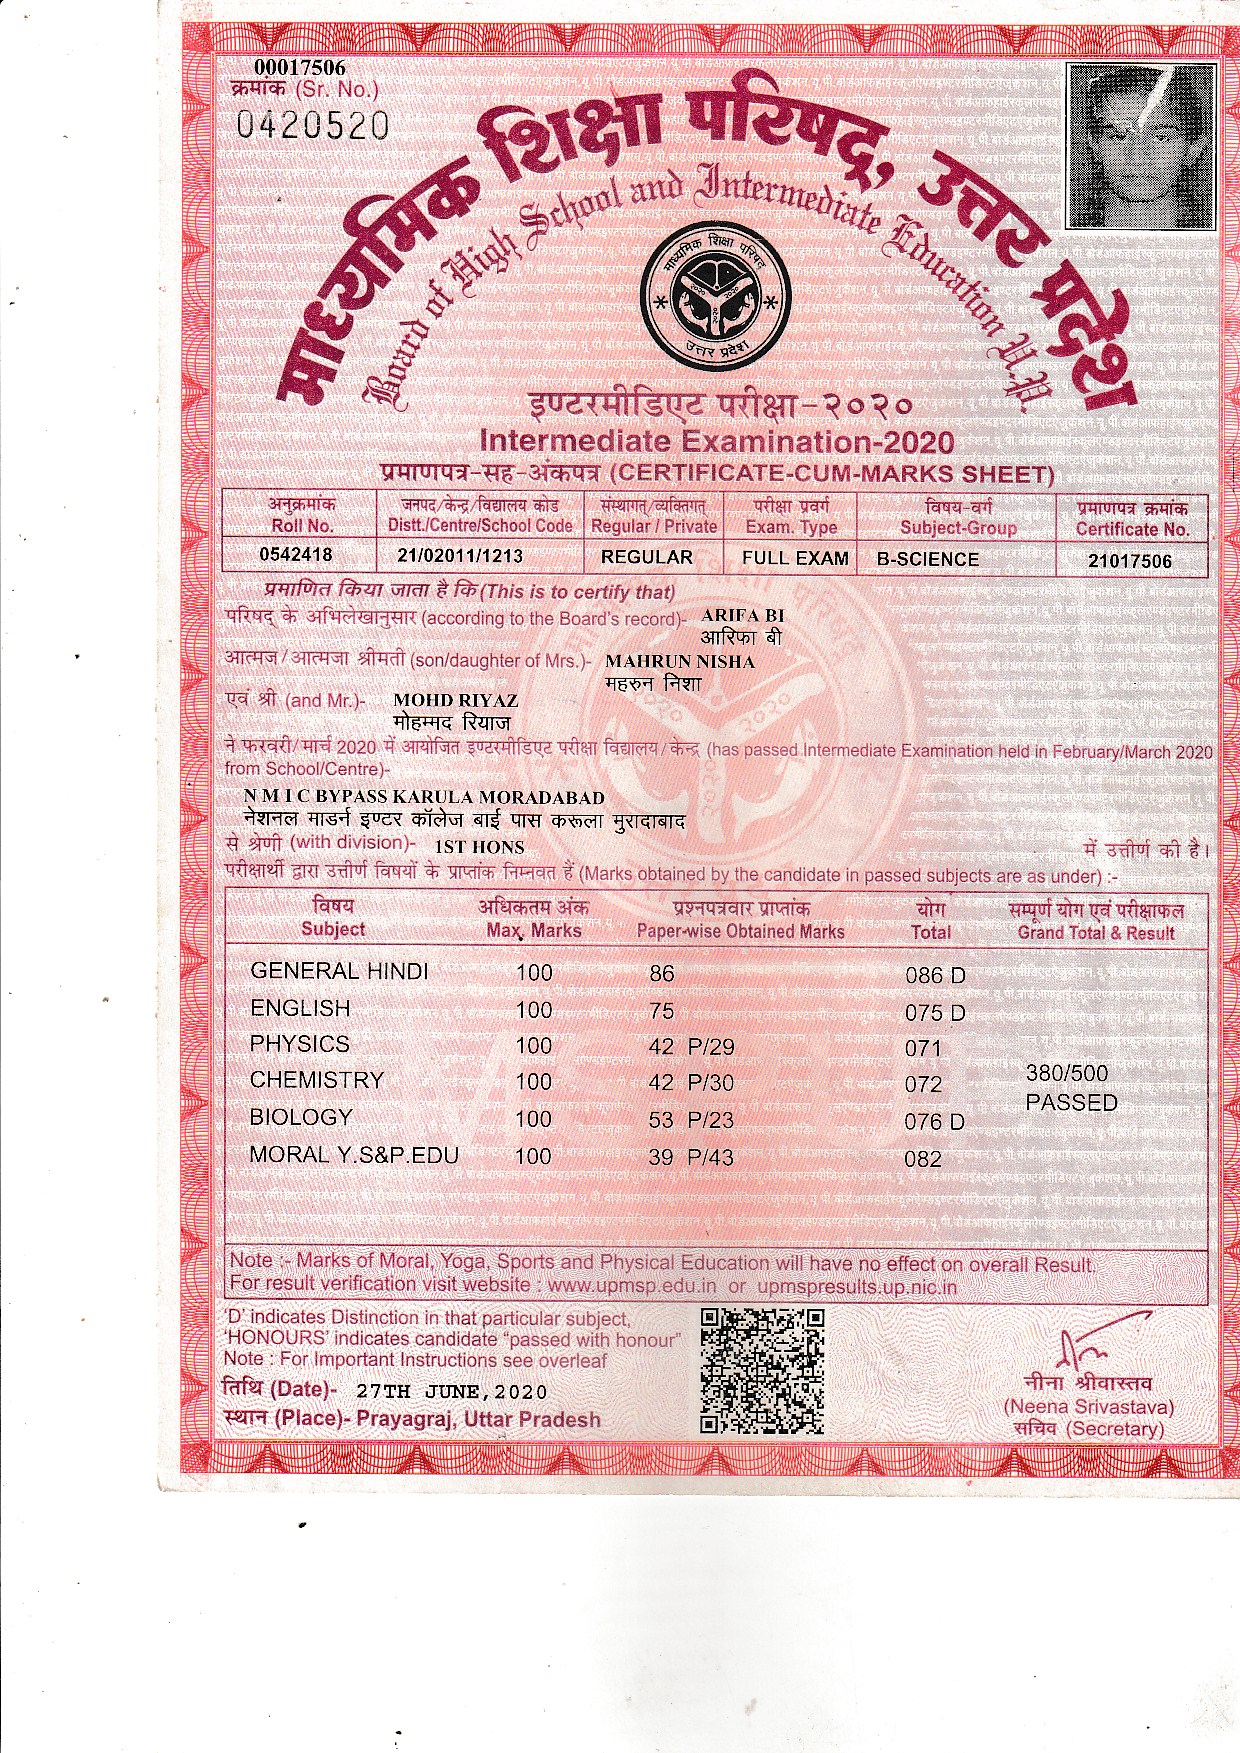 00017506
क्रमांक (Sr. No.)
0420520
माध्यमिक शिक्षा परिषद्, उत्तर प्रदेश
Board of High School and Intermediate Education U.P.
माध्यमिक शिक्षा परिषद्
उत्तर प्रदेश
इण्टरमीडिएट परीक्षा-२०२०
Intermediate Examination-2020
प्रमाणपत्र-सह-अंकपत्र (CERTIFICATE-CUM-MARKS SHEET)
अनुक्रमांक जनपद/केन्द्र/विद्यालय कोड संस्थागत/व्यक्तिगत परीक्षा प्रवर्ग विषय-वर्ग प्रमाणपत्र क्रमांक
Roll No. Distt./Centre/School Code Regular / Private Exam. Type Subject-Group Certificate No.
0542418 21/02011/1213 REGULAR FULL EXAM B-SCIENCE 21017506
प्रमाणित किया जाता है कि (This is to certify that)
परिषद् के अभिलेखानुसार (according to the Board's record)- ARIFA BI
आरिफा बी
आत्मज/आत्मजा श्रीमती (son/daughter of Mrs.)- MAHRUN NISHA
महरुन निशा
एवं श्री (and Mr.)- MOHD RIYAZ
मोहम्मद रियाज
ने फरवरी/मार्च 2020 में आयोजित इण्टरमीडिएट परीक्षा विद्यालय/केन्द्र (has passed Intermediate Examination held in February/March 2020
from School/Centre)-
N M I C BYPASS KARULA MORADABAD
नेशनल माडर्न इण्टर कॉलेज बाई पास करूला मुरादाबाद
से श्रेणी (with division)- 1ST HONS में उत्तीर्ण की है।
परीक्षार्थी द्वारा उत्तीर्ण विषयों के प्राप्तांक निम्नवत हैं (Marks obtained by the candidate in passed subjects are as under) :-
विषय अधिकतम अंक प्रश्नपत्रवार प्राप्तांक योग सम्पूर्ण योग एवं परीक्षाफल
Subject Max. Marks Paper-wise Obtained Marks Total Grand Total & Result
GENERAL HINDI 100 86 086 D
ENGLISH 100 75 075 D
PHYSICS 100 42 P/29 071
CHEMISTRY 100 42 P/30 072 380/500
PASSED
BIOLOGY 100 53 P/23 076 D
MORAL Y.S&P.EDU 100 39 P/43 082
Note :- Marks of Moral, Yoga, Sports and Physical Education will have no effect on overall Result.
For result verification visit website : www.upmsp.edu.in or upmspresults.up.nic.in
'D' indicates Distinction in that particular subject,
'HONOURS' indicates candidate "passed with honour"
Note : For Important Instructions see overleaf
तिथि (Date)- 27TH JUNE,2020
स्थान (Place)- Prayagraj, Uttar Pradesh
नीना श्रीवास्तव
(Neena Srivastava)
सचिव (Secretary)